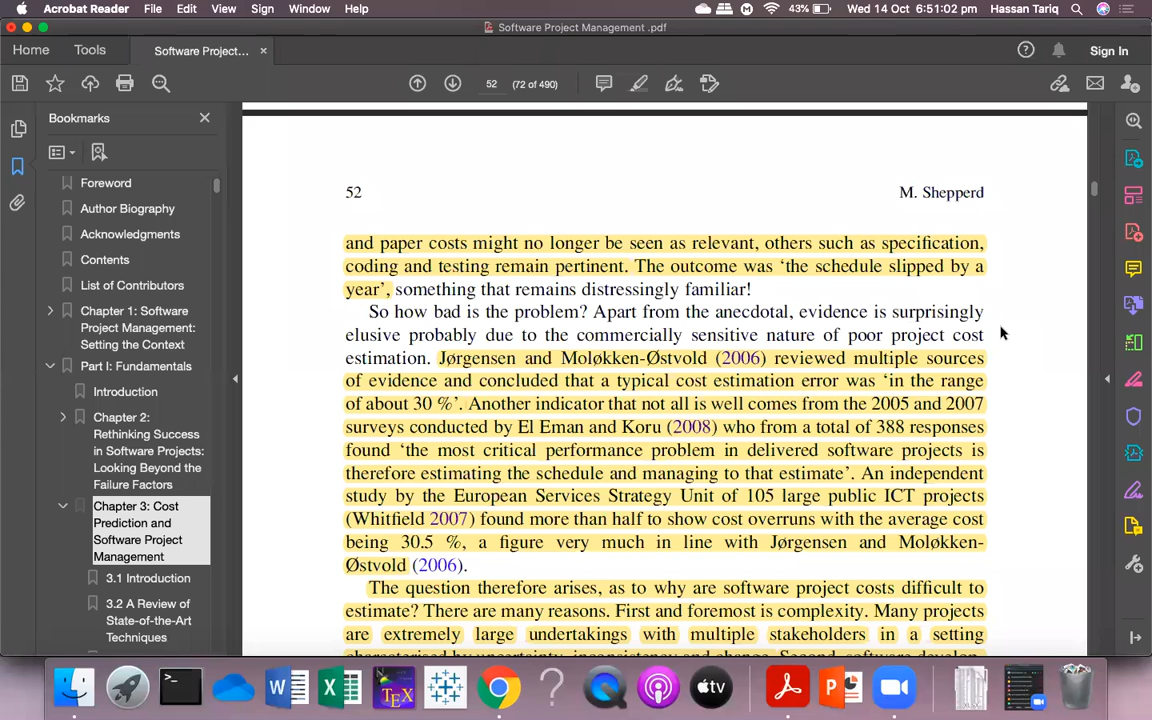 Acrobat Reader File Edit View Sign Window Help 43% Wed 14 Oct 6:51:02 pm Hassan Tariq
Software Project Management .pdf
Home Tools Software Project... × Sign In
52 (72 of 490)
Bookmarks
Foreword
Author Biography
Acknowledgments
Contents
List of Contributors
Chapter 1: Software
Project Management:
Setting the Context
Part I: Fundamentals
Introduction
Chapter 2:
Rethinking Success
in Software Projects:
Looking Beyond the
Failure Factors
Chapter 3: Cost
Prediction and
Software Project
Management
3.1 Introduction
3.2 A Review of
State-of-the-Art
Techniques
52 M. Shepperd
and paper costs might no longer be seen as relevant, others such as specification,
coding and testing remain pertinent. The outcome was ‘the schedule slipped by a
year’, something that remains distressingly familiar!
So how bad is the problem? Apart from the anecdotal, evidence is surprisingly
elusive probably due to the commercially sensitive nature of poor project cost
estimation. Jørgensen and Moløkken-Østvold (2006) reviewed multiple sources
of evidence and concluded that a typical cost estimation error was ‘in the range
of about 30 %’. Another indicator that not all is well comes from the 2005 and 2007
surveys conducted by El Eman and Koru (2008) who from a total of 388 responses
found ‘the most critical performance problem in delivered software projects is
therefore estimating the schedule and managing to that estimate’. An independent
study by the European Services Strategy Unit of 105 large public ICT projects
(Whitfield 2007) found more than half to show cost overruns with the average cost
being 30.5 %, a figure very much in line with Jørgensen and Moløkken-
Østvold (2006).
The question therefore arises, as to why are software project costs difficult to
estimate? There are many reasons. First and foremost is complexity. Many projects
are extremely large undertakings with multiple stakeholders in a setting
characterised by uncertainty, inconsistency and change. Second, software develop-
TEX
tv